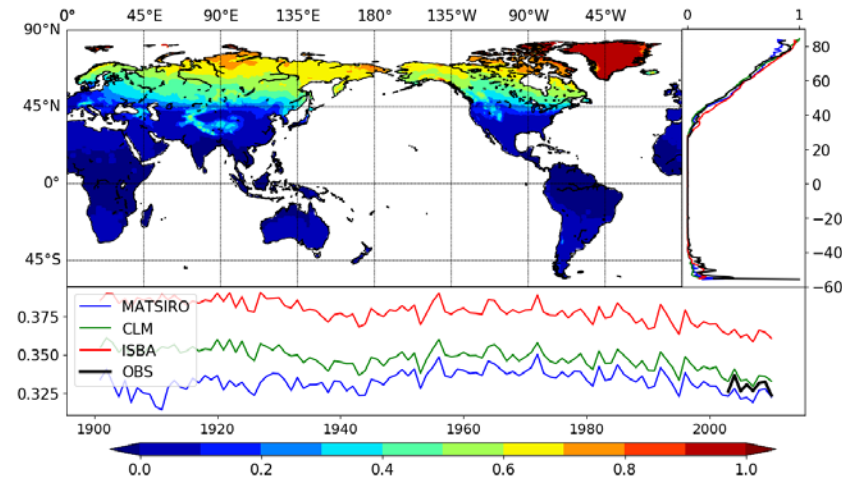 0° 45°E 90°E 135°E 180° 135°W 90°W 45°W 0 1
90°N
80
60
45°N
40
20
0°
0
−20
−40
45°S
−60
MATSIRO
0.375
CLM
0.350
ISBA
OBS
0.325
1900 1920 1940 1960 1980 2000
0.0 0.2 0.4 0.6 0.8 1.0